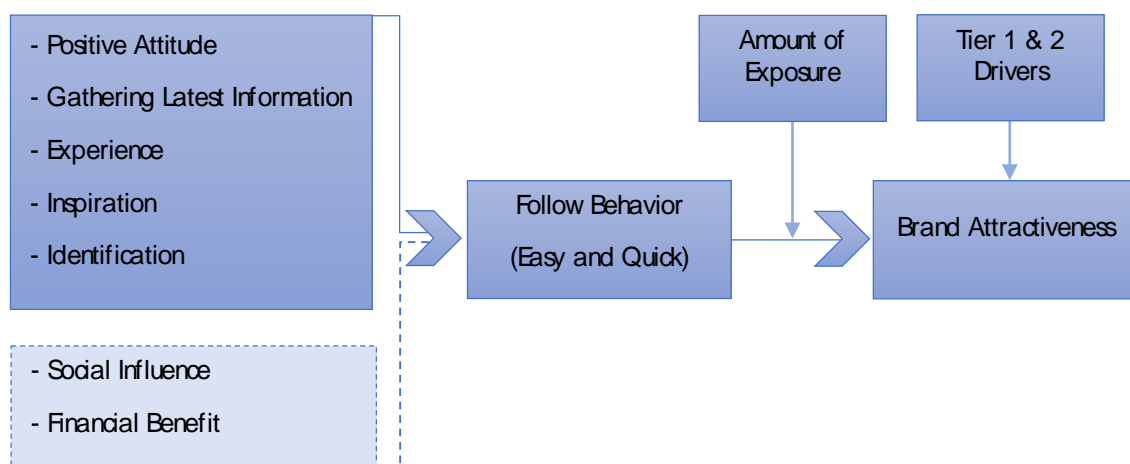 - Positive Attitude
- Gathering Latest Information
- Experience
- Inspiration
- Identification
- Social Influence
- Financial Benefit
Follow Behavior
(Easy and Quick)
Amount of
Exposure
Tier 1 & 2
Drivers
Brand Attractiveness